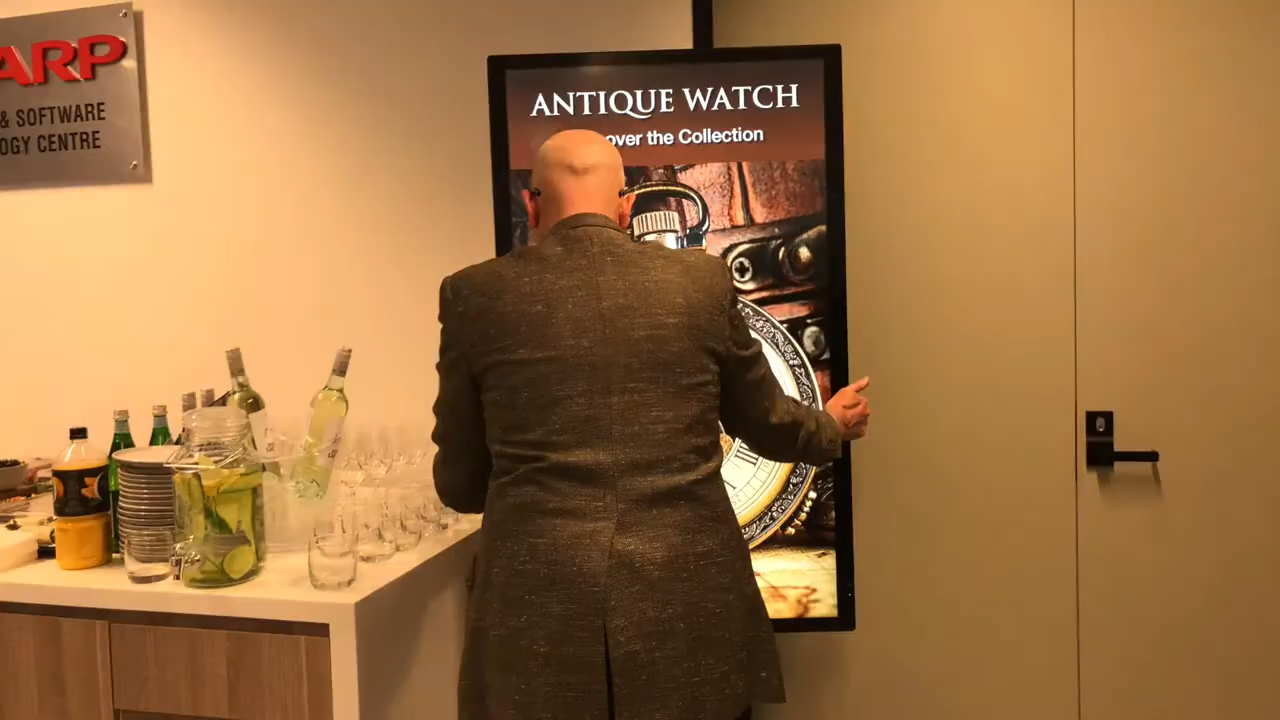 ARP
& SOFTWARE
OGY CENTRE
ANTIQUE WATCH
over the Collection